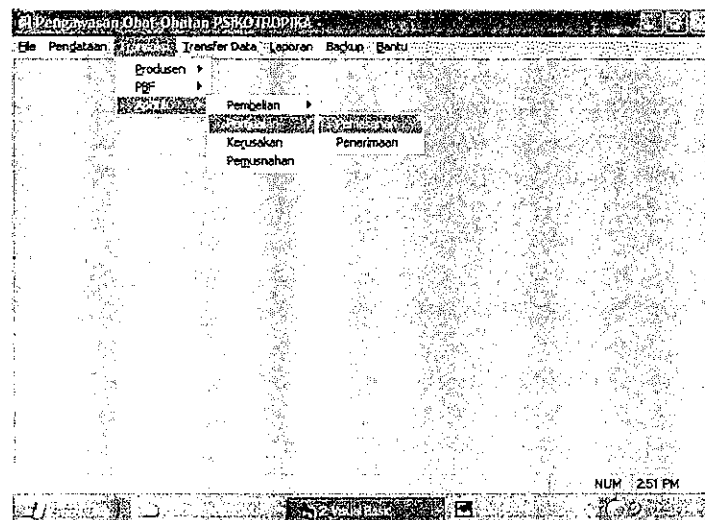 Pengawasan Obat-Obatan PSIKOTROPIKA
File Pendataan Transfer Data Laporan Backup Bantu
Produsen
PBF
Pembelian
Kerusakan Penerimaan
Pemusnahan
NUM 2:51 PM